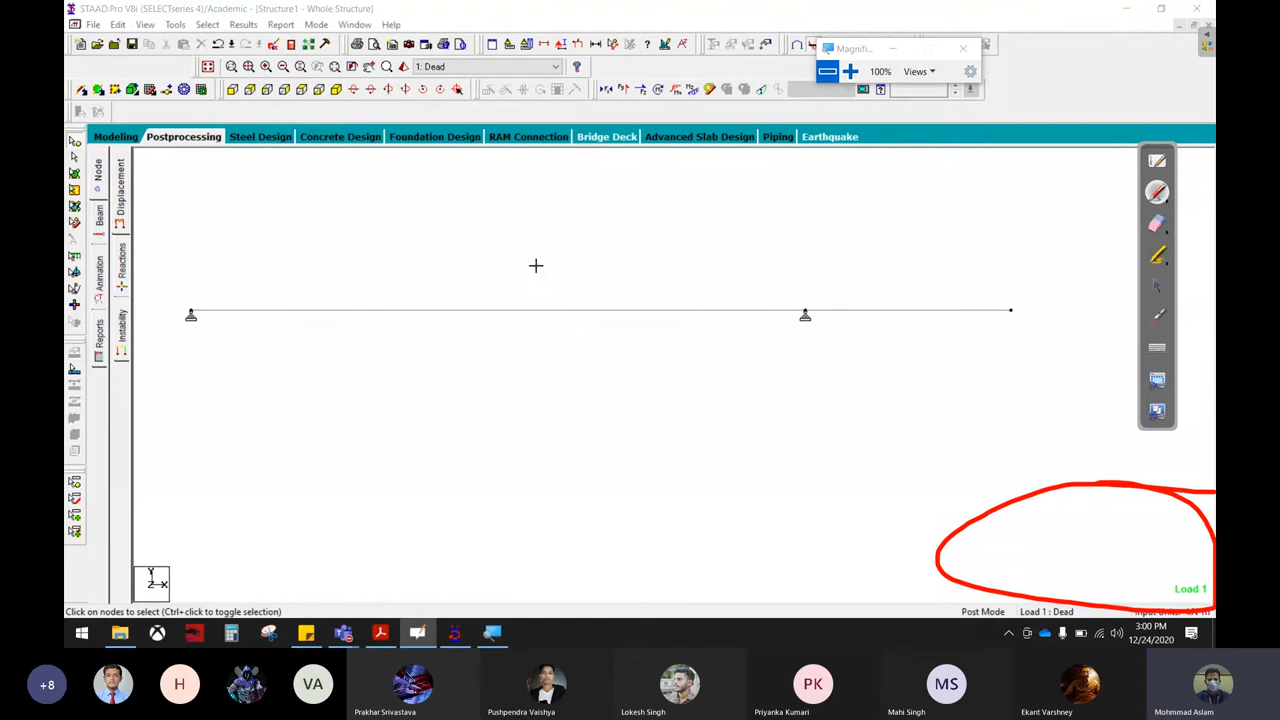 STAAD.Pro V8i (SELECTseries 4)/Academic - [Structure1 - Whole Structure]
File Edit View Tools Select Results Report Mode Window Help
Magnifi...
100% Views
1: Dead
Modeling Postprocessing Steel Design Concrete Design Foundation Design RAM Connection Bridge Deck Advanced Slab Design Piping Earthquake
Node
Beam
Animation
Reports
Displacement
Reactions
Instability
Y
Z X
Load 1
Click on nodes to select (Ctrl+click to toggle selection)
Post Mode Load 1 : Dead Input Units:
3:00 PM
12/24/2020
+8 H VA PK MS
Prakhar Srivastava Pushpendra Vaishya Lokesh Singh Priyanka Kumari Mahi Singh Ekant Varshney Mohmmad Aslam